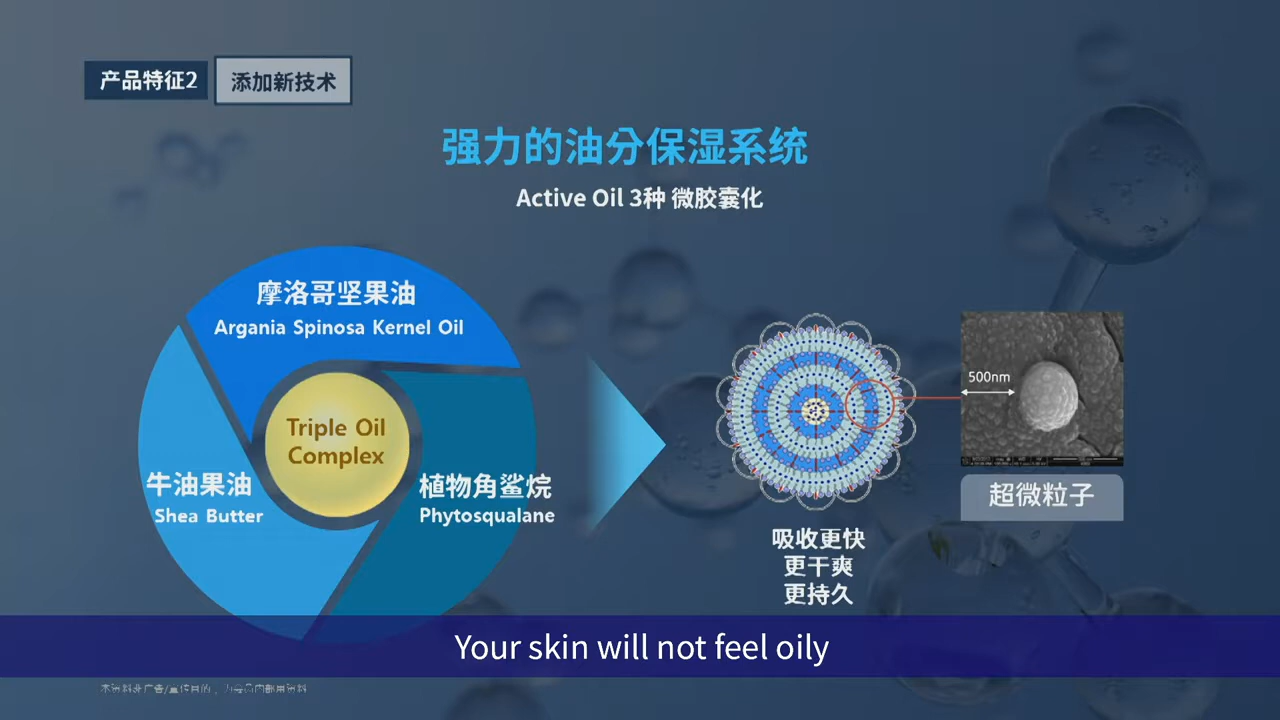 产品特征2
添加新技术
强力的油分保湿系统
Active Oil 3种 微胶囊化
摩洛哥坚果油
Argania Spinosa Kernel Oil
Triple Oil
Complex
牛油果油
Shea Butter
植物角鲨烷
Phytosqualane
500nm
超微粒子
吸收更快
更干爽
更持久
Your skin will not feel oily